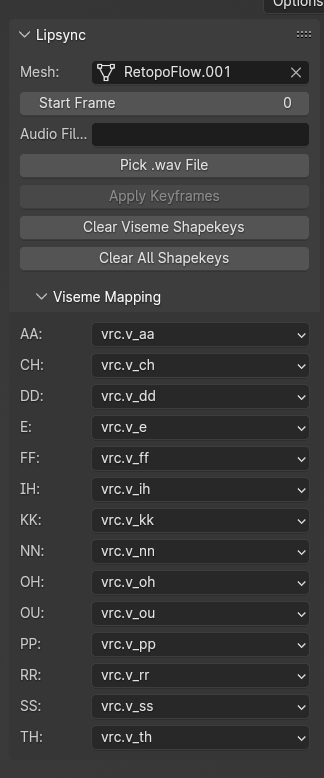 Options
Lipsync
Mesh: RetopoFlow.001
Start Frame 0
Audio Fil...
Pick .wav File
Apply Keyframes
Clear Viseme Shapekeys
Clear All Shapekeys
Viseme Mapping
AA: vrc.v_aa
CH: vrc.v_ch
DD: vrc.v_dd
E: vrc.v_e
FF: vrc.v_ff
IH: vrc.v_ih
KK: vrc.v_kk
NN: vrc.v_nn
OH: vrc.v_oh
OU: vrc.v_ou
PP: vrc.v_pp
RR: vrc.v_rr
SS: vrc.v_ss
TH: vrc.v_th